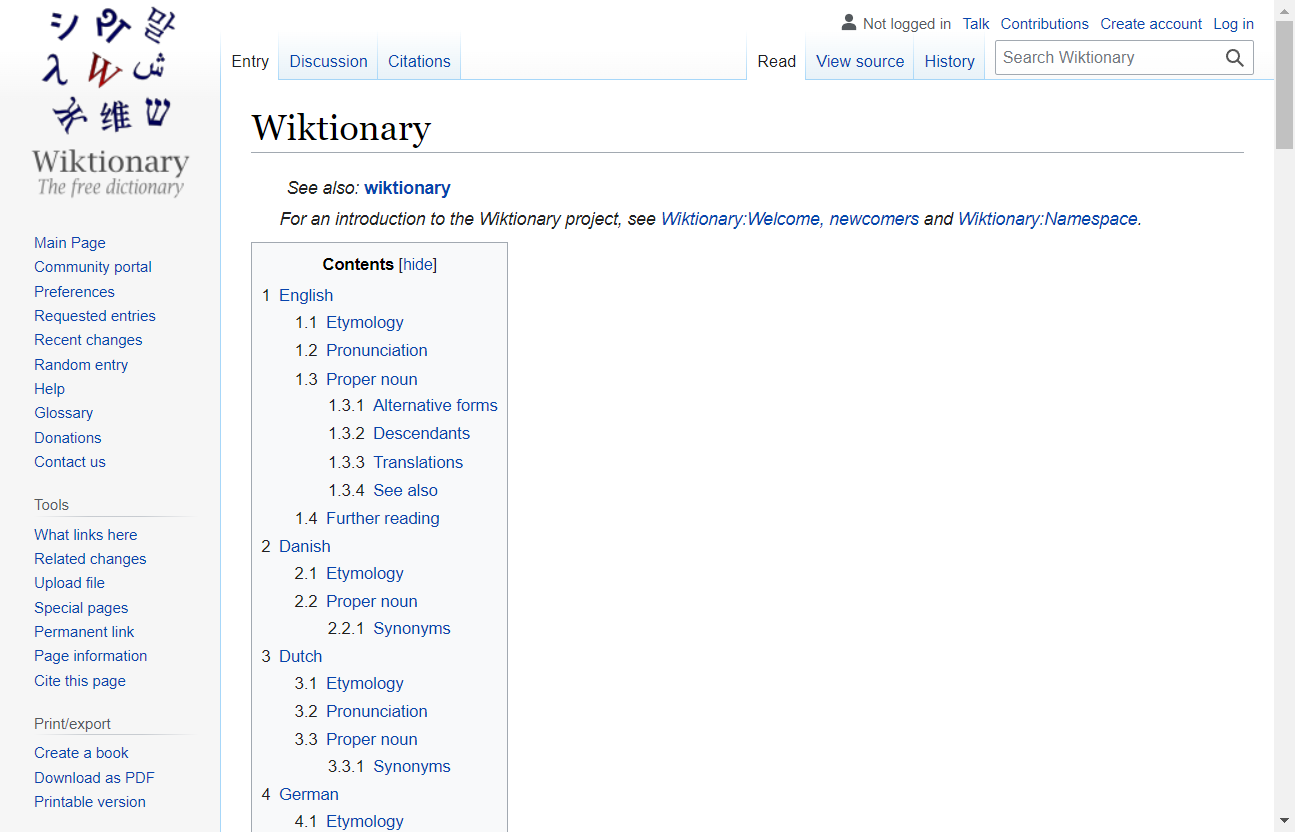 シ வி 말
λ W ش
维 ש
Wiktionary
The free dictionary
Not logged in Talk Contributions Create account Log in
Entry Discussion Citations Read View source History Search Wiktionary
Wiktionary
See also: wiktionary
For an introduction to the Wiktionary project, see Wiktionary:Welcome, newcomers and Wiktionary:Namespace.
Main Page
Community portal
Preferences
Requested entries
Recent changes
Random entry
Help
Glossary
Donations
Contact us
Tools
What links here
Related changes
Upload file
Special pages
Permanent link
Page information
Cite this page
Print/export
Create a book
Download as PDF
Printable version
Contents [hide]
1 English
1.1 Etymology
1.2 Pronunciation
1.3 Proper noun
1.3.1 Alternative forms
1.3.2 Descendants
1.3.3 Translations
1.3.4 See also
1.4 Further reading
2 Danish
2.1 Etymology
2.2 Proper noun
2.2.1 Synonyms
3 Dutch
3.1 Etymology
3.2 Pronunciation
3.3 Proper noun
3.3.1 Synonyms
4 German
4.1 Etymology